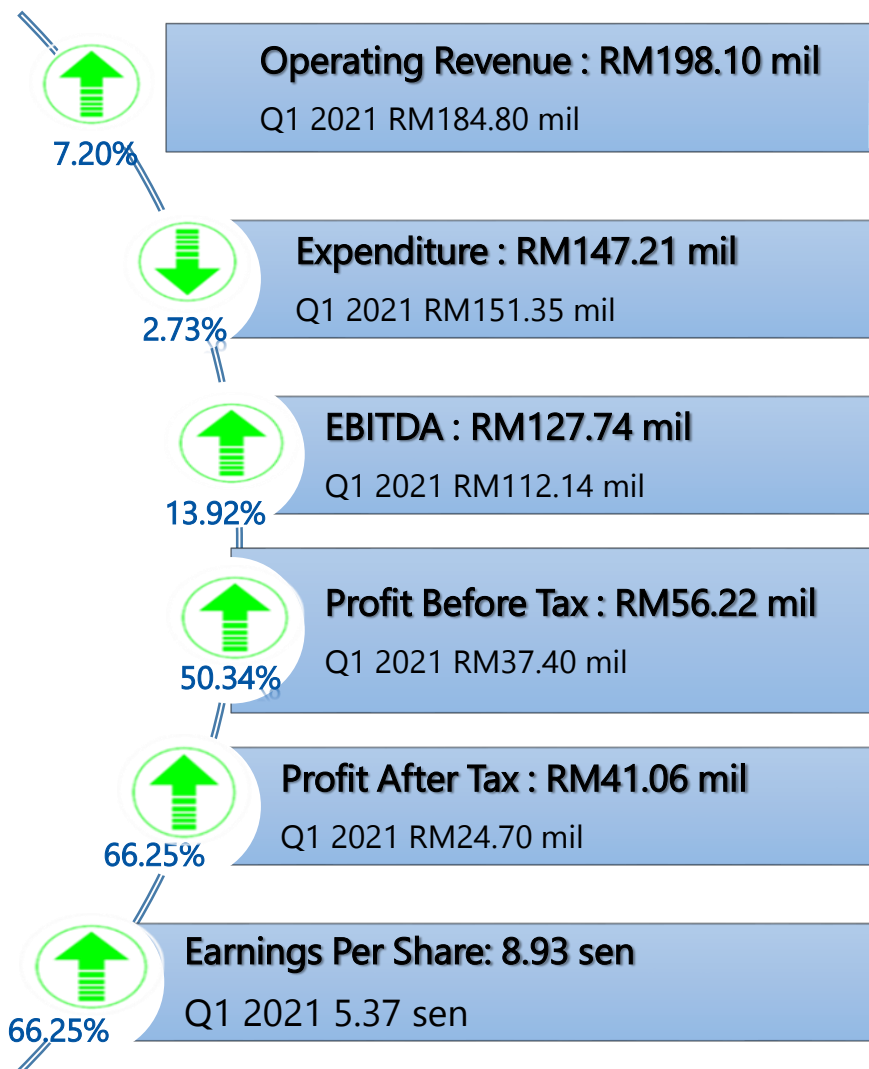 Operating Revenue : RM198.10 mil
Q1 2021 RM184.80 mil
7.20%
Expenditure : RM147.21 mil
Q1 2021 RM151.35 mil
2.73%
EBITDA : RM127.74 mil
Q1 2021 RM112.14 mil
13.92%
Profit Before Tax : RM56.22 mil
Q1 2021 RM37.40 mil
50.34%
Profit After Tax : RM41.06 mil
Q1 2021 RM24.70 mil
66.25%
Earnings Per Share: 8.93 sen
Q1 2021 5.37 sen
66.25%